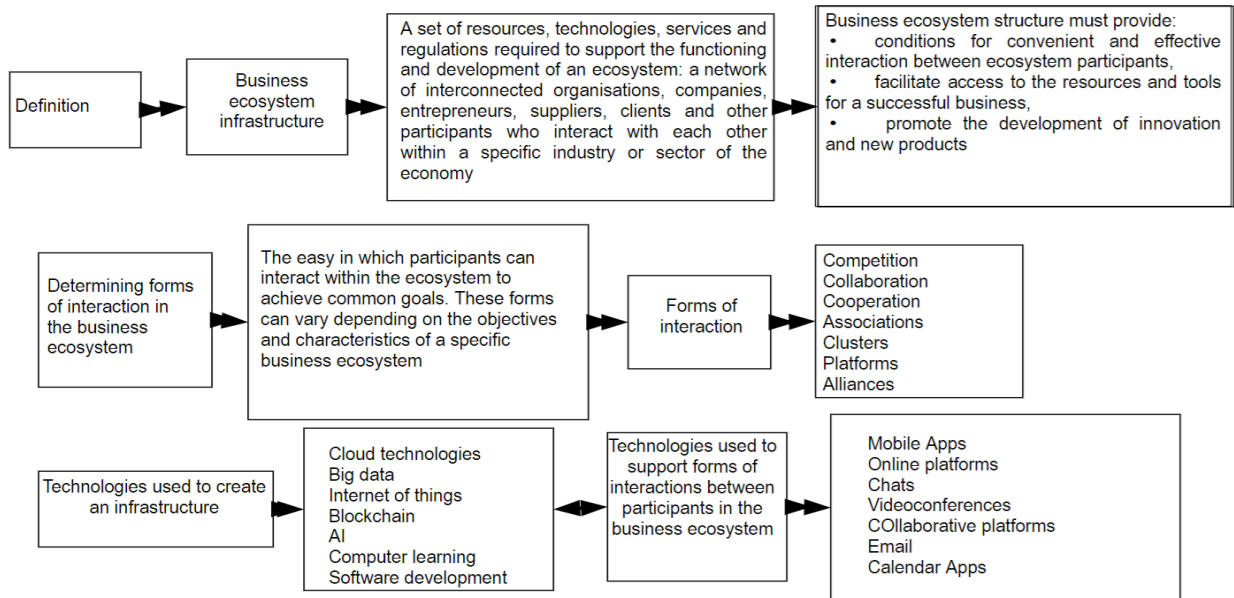 Definition
Business
ecosystem
infrastructure
A set of resources, technologies, services and
regulations required to support the functioning
and development of an ecosystem: a network
of interconnected organisations, companies,
entrepreneurs, suppliers, clients and other
participants who interact with each other
within a specific industry or sector of the
economy
Business ecosystem structure must provide:
• conditions for convenient and effective
interaction between ecosystem participants,
• facilitate access to the resources and tools
for a successful business,
• promote the development of innovation
and new products
Determining forms
of interaction in
the business
ecosystem
The easy in which participants can
interact within the ecosystem to
achieve common goals. These forms
can vary depending on the objectives
and characteristics of a specific
business ecosystem
Forms of
interaction
Competition
Collaboration
Cooperation
Associations
Clusters
Platforms
Alliances
Technologies used to create
an infrastructure
Cloud technologies
Big data
Internet of things
Blockchain
AI
Computer learning
Software development
Technologies used to
support forms of
interactions between
participants in the
business ecosystem
Mobile Apps
Online platforms
Chats
Videoconferences
COllaborative platforms
Email
Calendar Apps